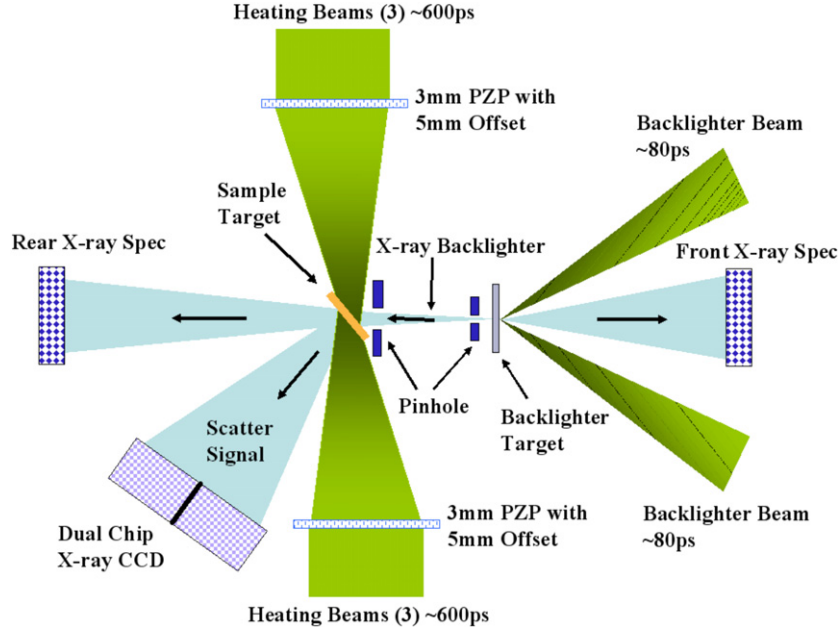 Heating Beams (3) ~600ps
3mm PZP with
5mm Offset
Backlighter Beam
~80ps
Sample
Target
Rear X-ray Spec
X-ray Backlighter
Front X-ray Spec
Pinhole
Backlighter
Target
Scatter
Signal
Dual Chip
X-ray CCD
3mm PZP with
5mm Offset
Backlighter Beam
~80ps
Heating Beams (3) ~600ps